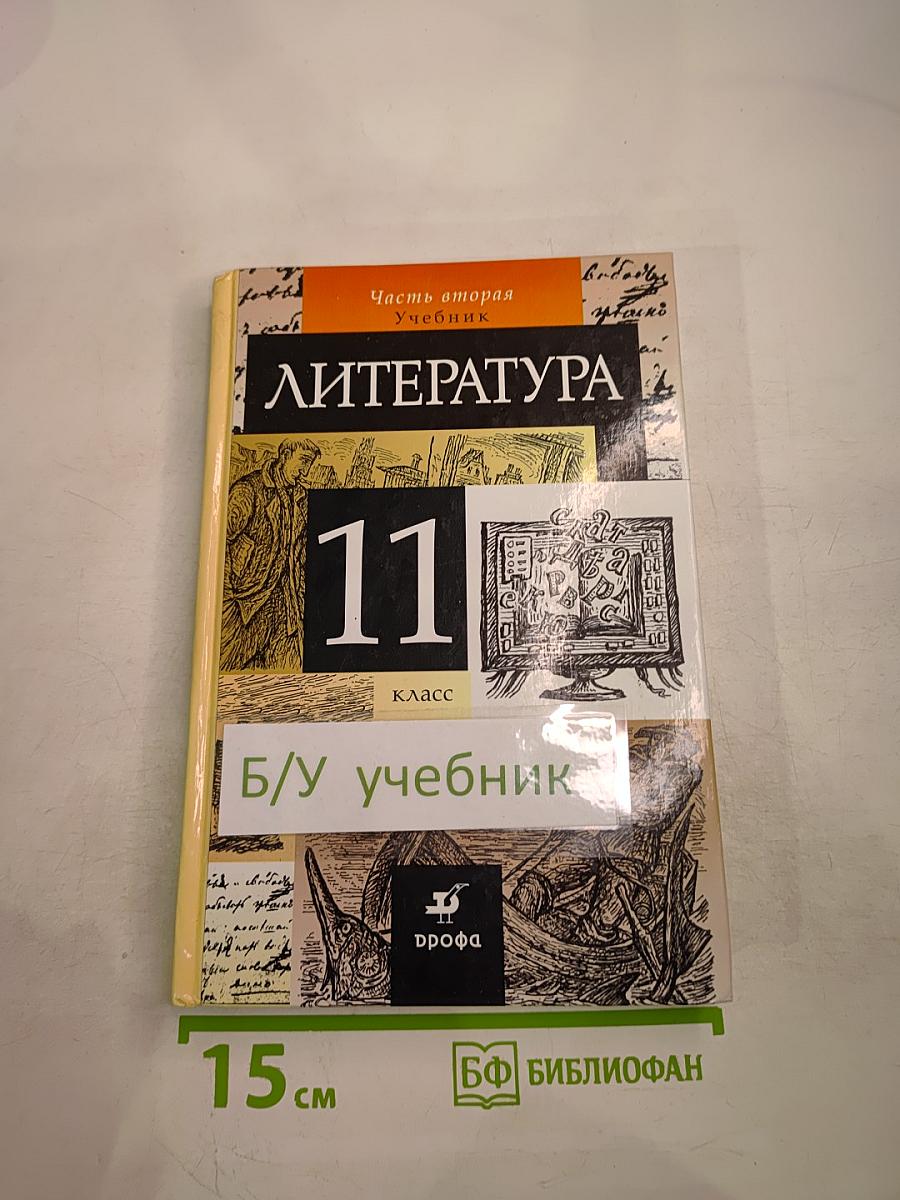 Часть вторая
Учебник
ЛИТЕРАТУРА
11
класс
Б/У учебник
дрофа
15 см
БФ БИБЛИОФАН